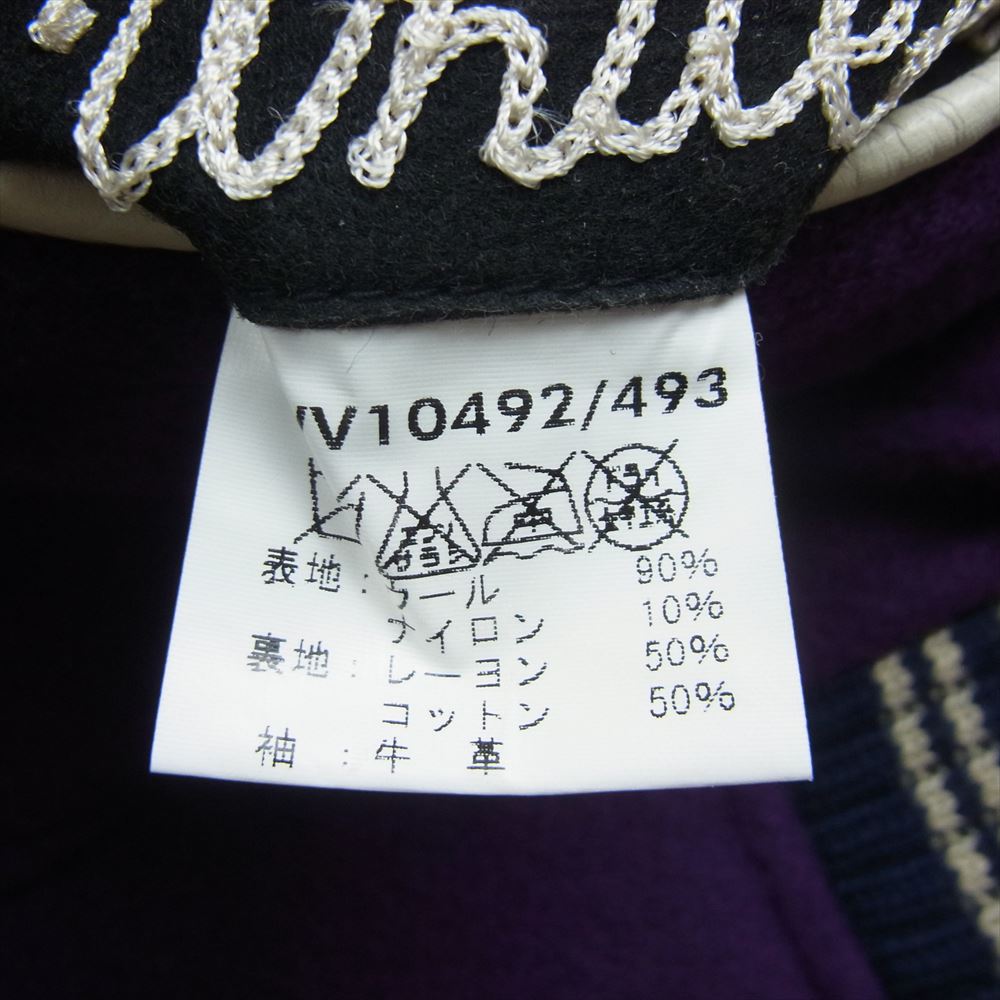 WV10492/493
表地：ウール 90%
ナイロン 10%
裏地：レーヨン 50%
コットン 50%
袖：牛革